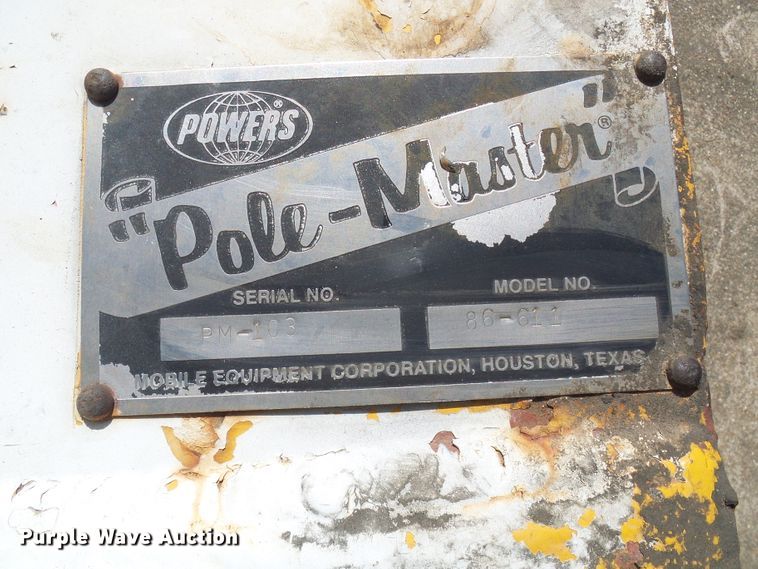 POWERS ®
"Pole-Master" ®
SERIAL NO. MODEL NO.
PM-103 86-611
MOBILE EQUIPMENT CORPORATION, HOUSTON, TEXAS
Purple Wave Auction